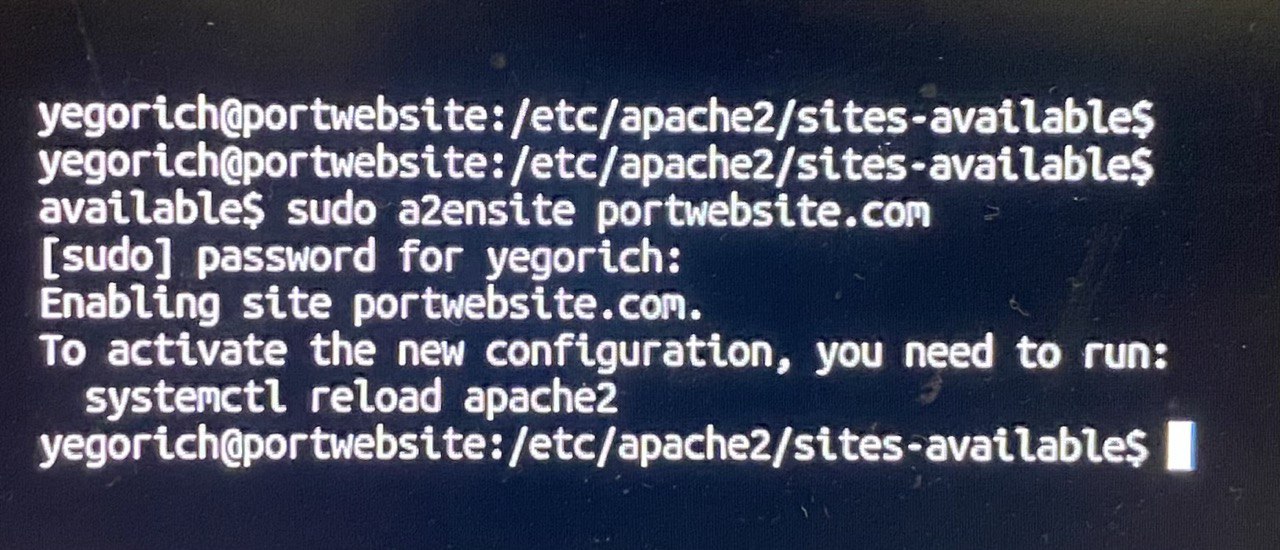 yegorich@portwebsite:/etc/apache2/sites-available$
yegorich@portwebsite:/etc/apache2/sites-available$
available$ sudo a2ensite portwebsite.com
[sudo] password for yegorich:
Enabling site portwebsite.com.
To activate the new configuration, you need to run:
  systemctl reload apache2
yegorich@portwebsite:/etc/apache2/sites-available$